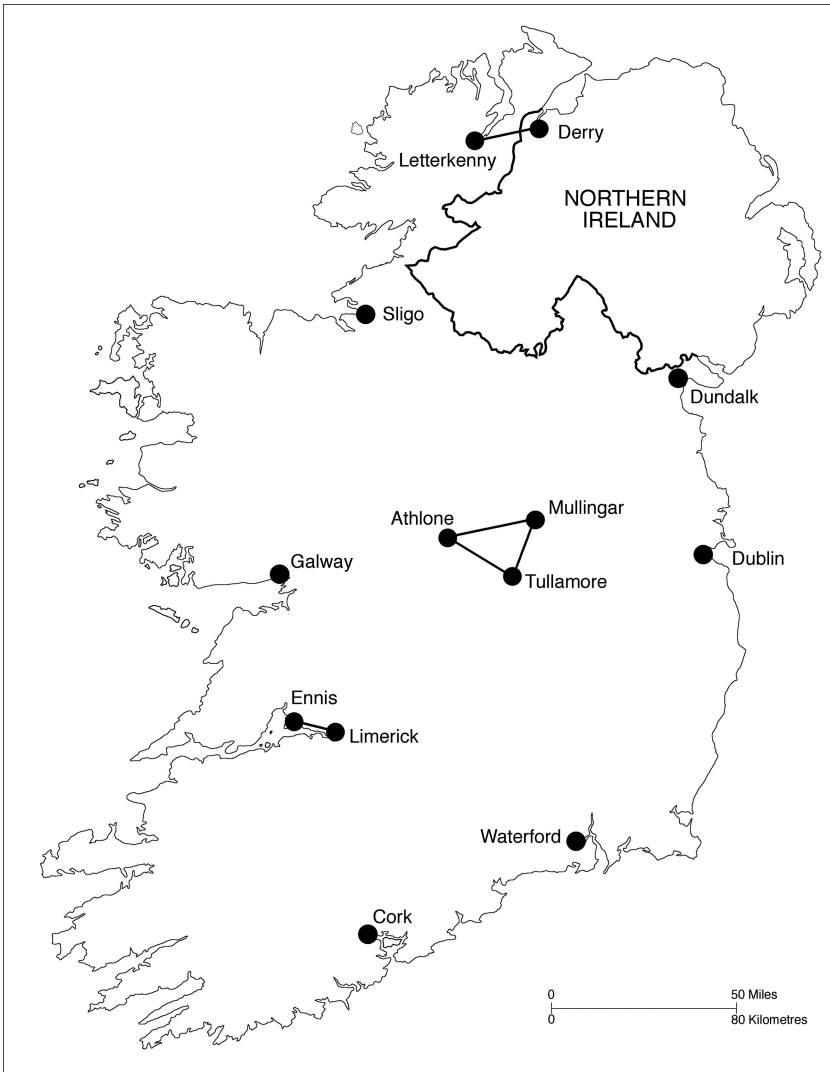 Derry
Letterkenny
NORTHERN
IRELAND
Sligo
Dundalk
Mullingar
Athlone
Dublin
Galway
Tullamore
Ennis
Limerick
Waterford
Cork
0 50 Miles
0 80 Kilometres